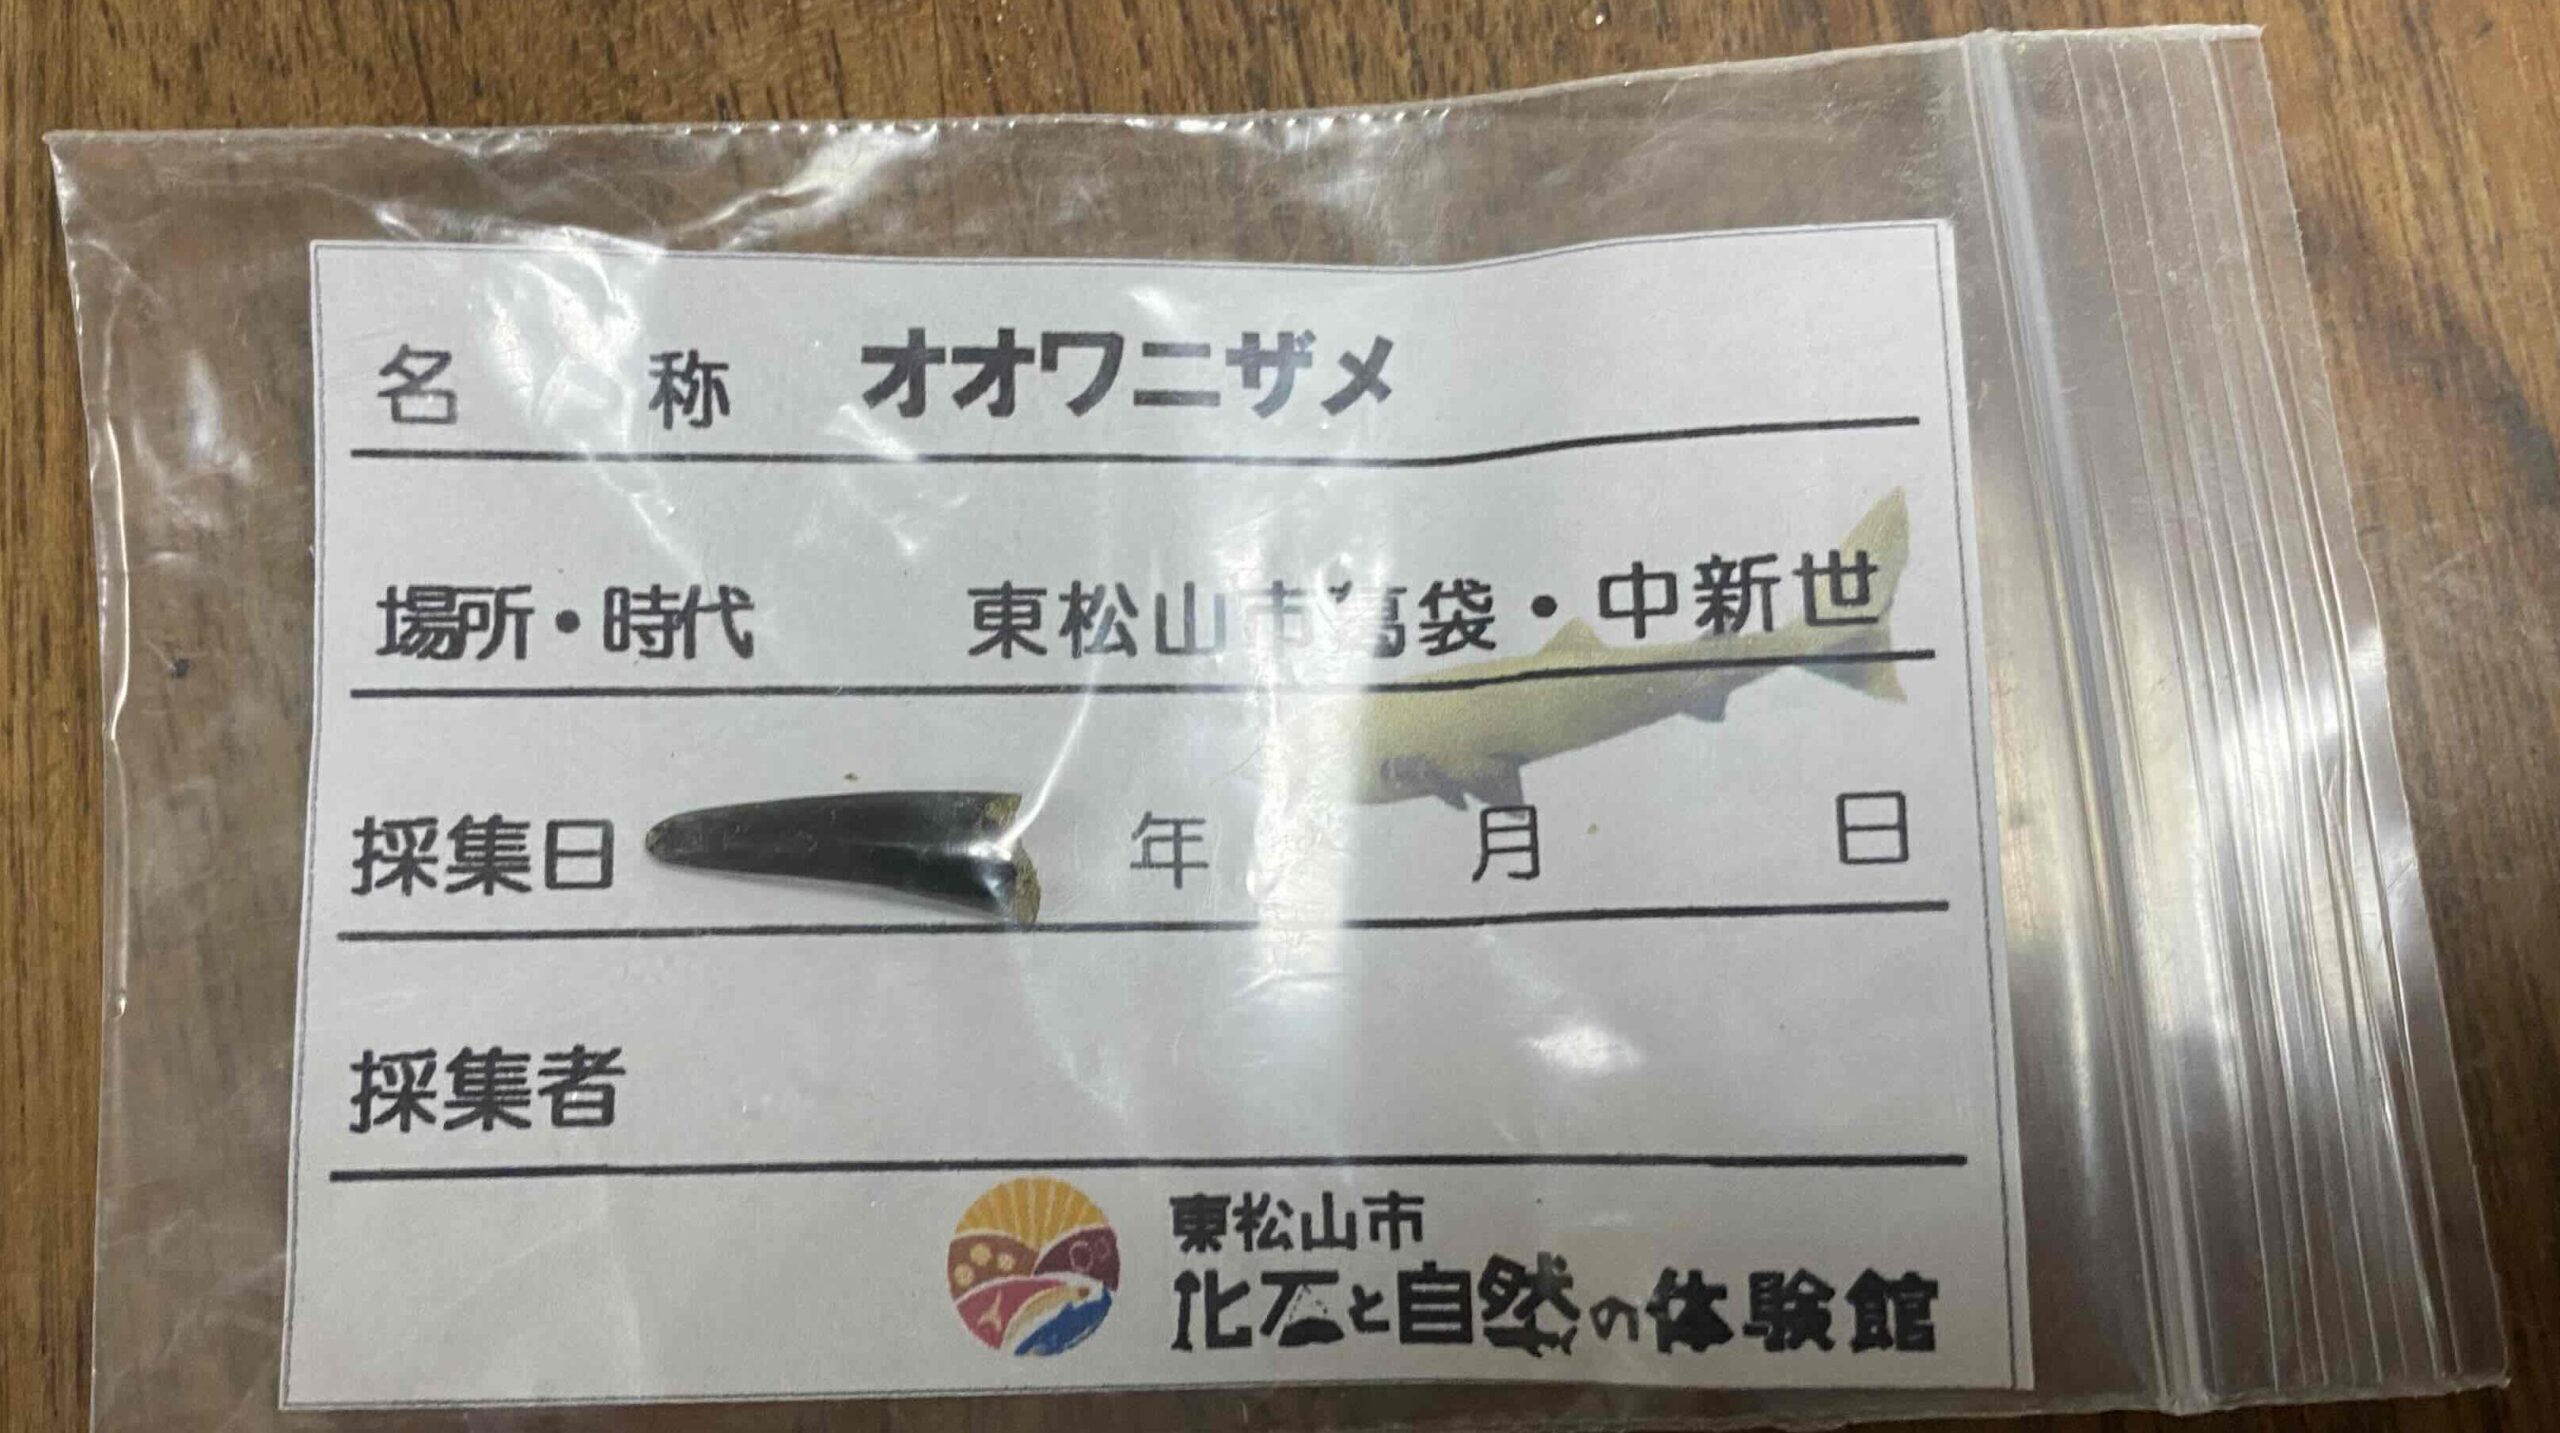 名 称 オオワニザメ
場所・時代 東松山市葛袋・中新世
採集日 年 月 日
採集者
東松山市
化石と自然の体験館